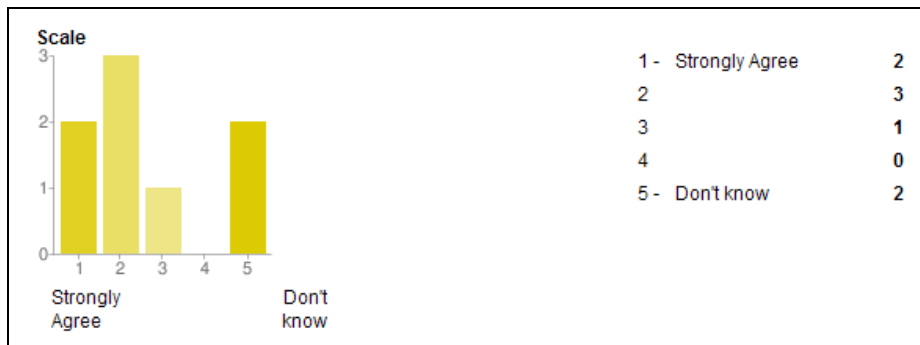 Scale
3
2
1
0
1 2 3 4 5
Strongly Agree
Don't know
1 - Strongly Agree 2
2 3
3 1
4 0
5 - Don't know 2